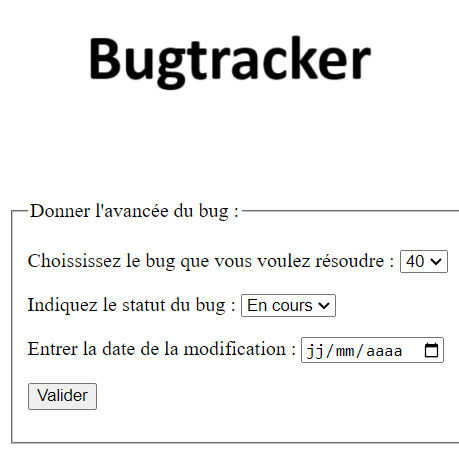 Bugtracker
Donner l'avancée du bug :
Choississez le bug que vous voulez résoudre : 40
Indiquez le statut du bug : En cours
Entrer la date de la modification : jj/mm/aaaa
Valider